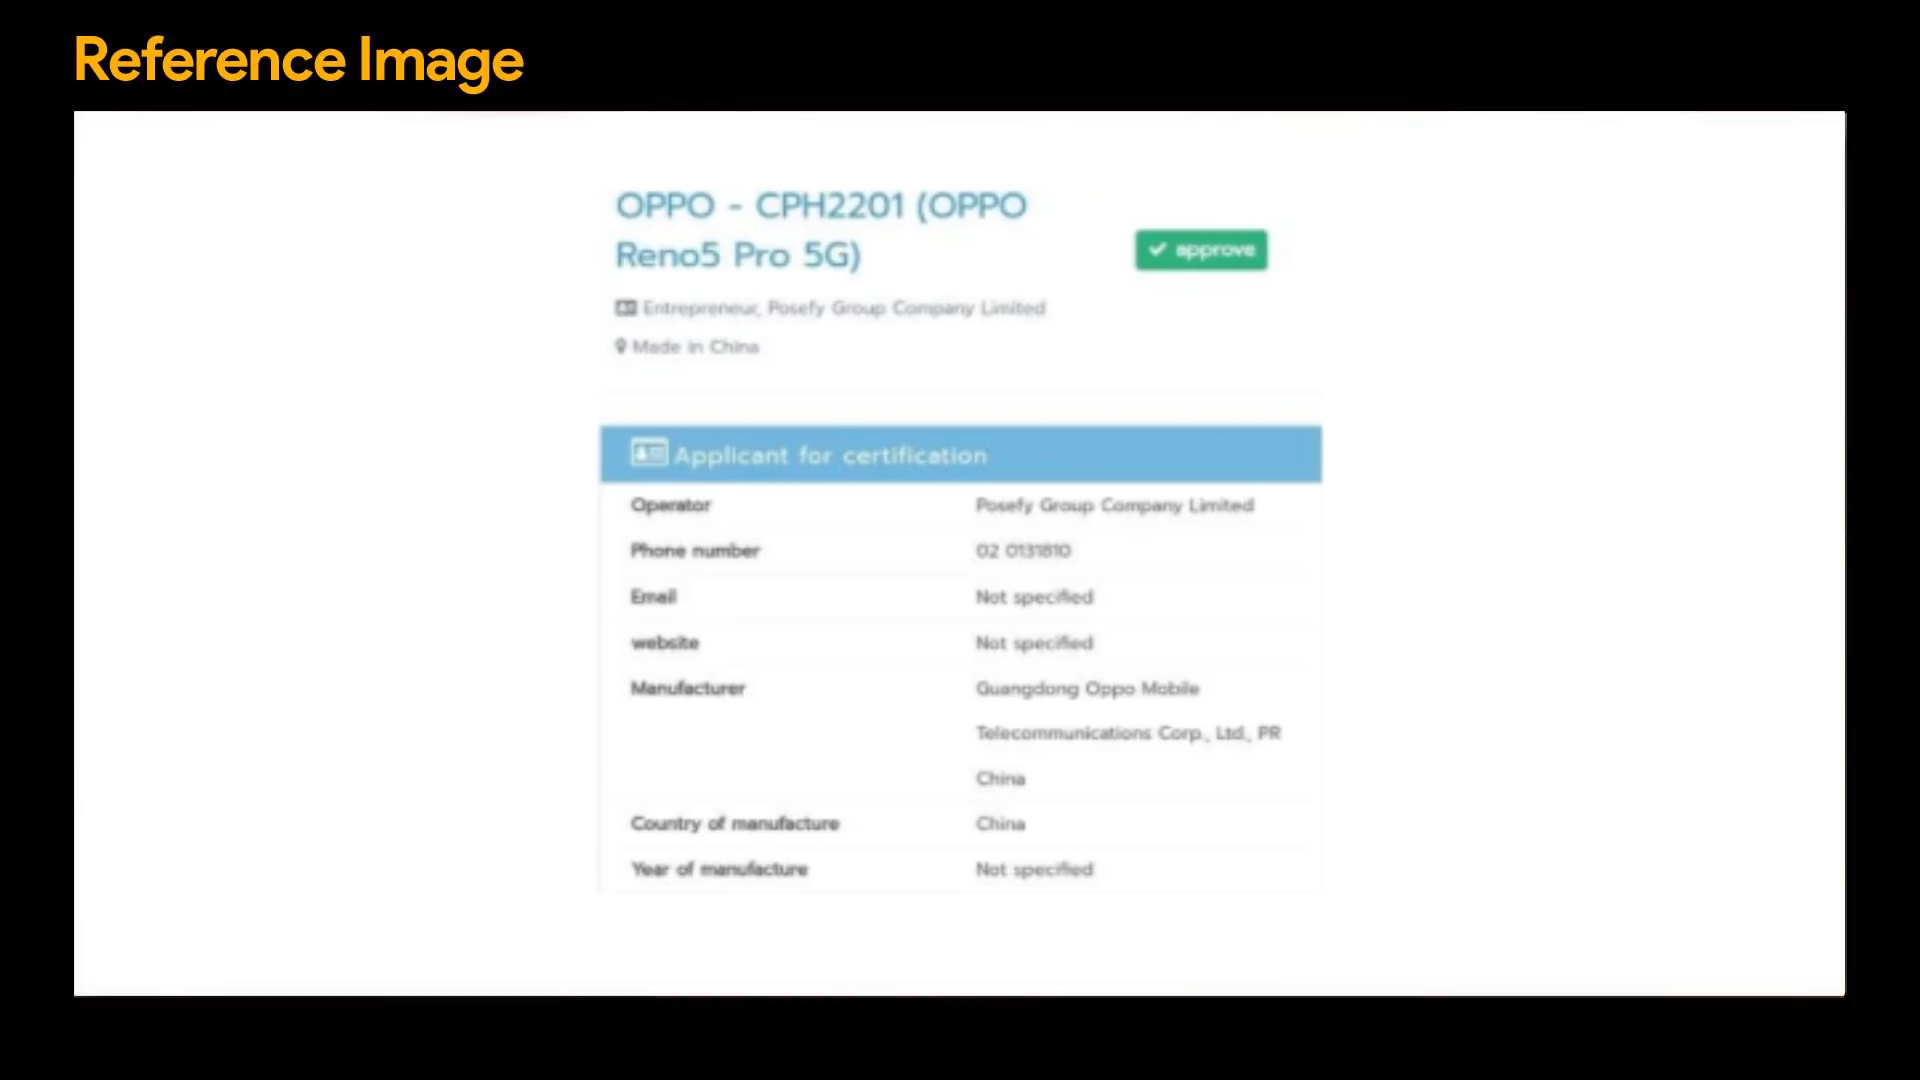 Reference Image
OPPO - CPH2201 (OPPO
Reno5 Pro 5G)
approve
Entrepreneur, Posefy Group Company Limited
Made in China
Applicant for certification
Operator Posefy Group Company Limited
Phone number 02 0131810
Email Not specified
website Not specified
Manufacturer Guangdong Oppo Mobile
Telecommunications Corp., Ltd., PR
China
Country of manufacture China
Year of manufacture Not specified